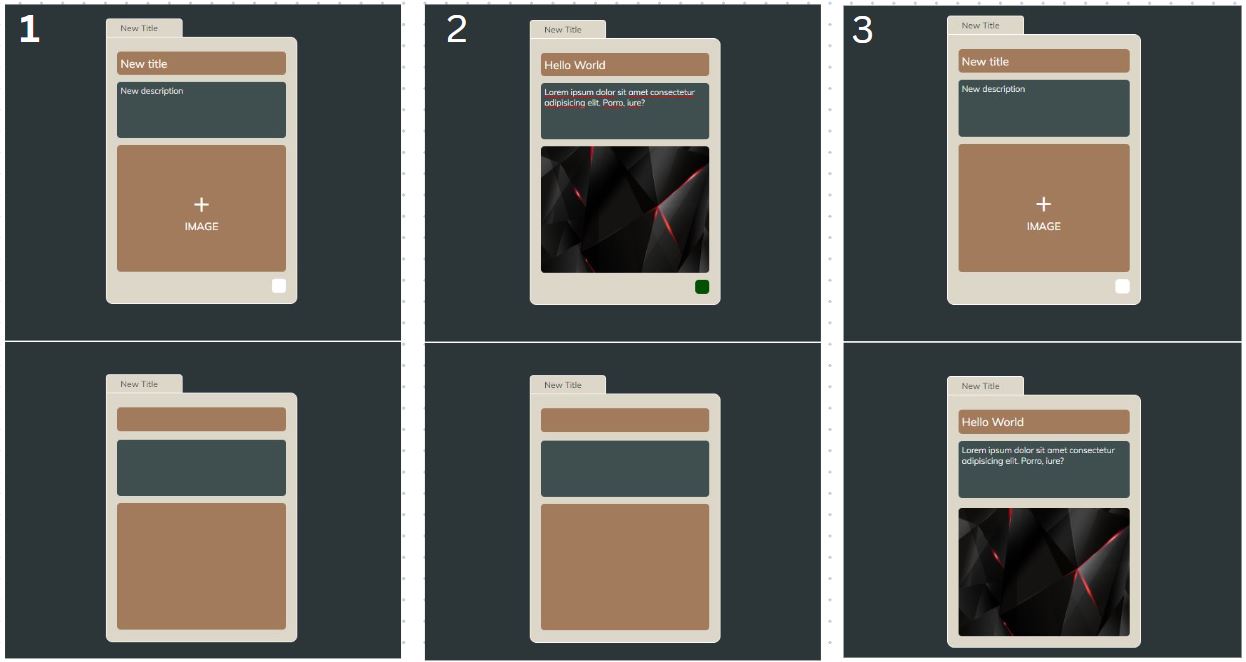 1
New Title
New title
New description
+
IMAGE
New Title
2
New Title
Hello World
Lorem ipsum dolor sit amet consectetur
adipisicing elit. Porro, iure?
New Title
3
New Title
New title
New description
+
IMAGE
New Title
Hello World
Lorem ipsum dolor sit amet consectetur
adipisicing elit. Porro, iure?